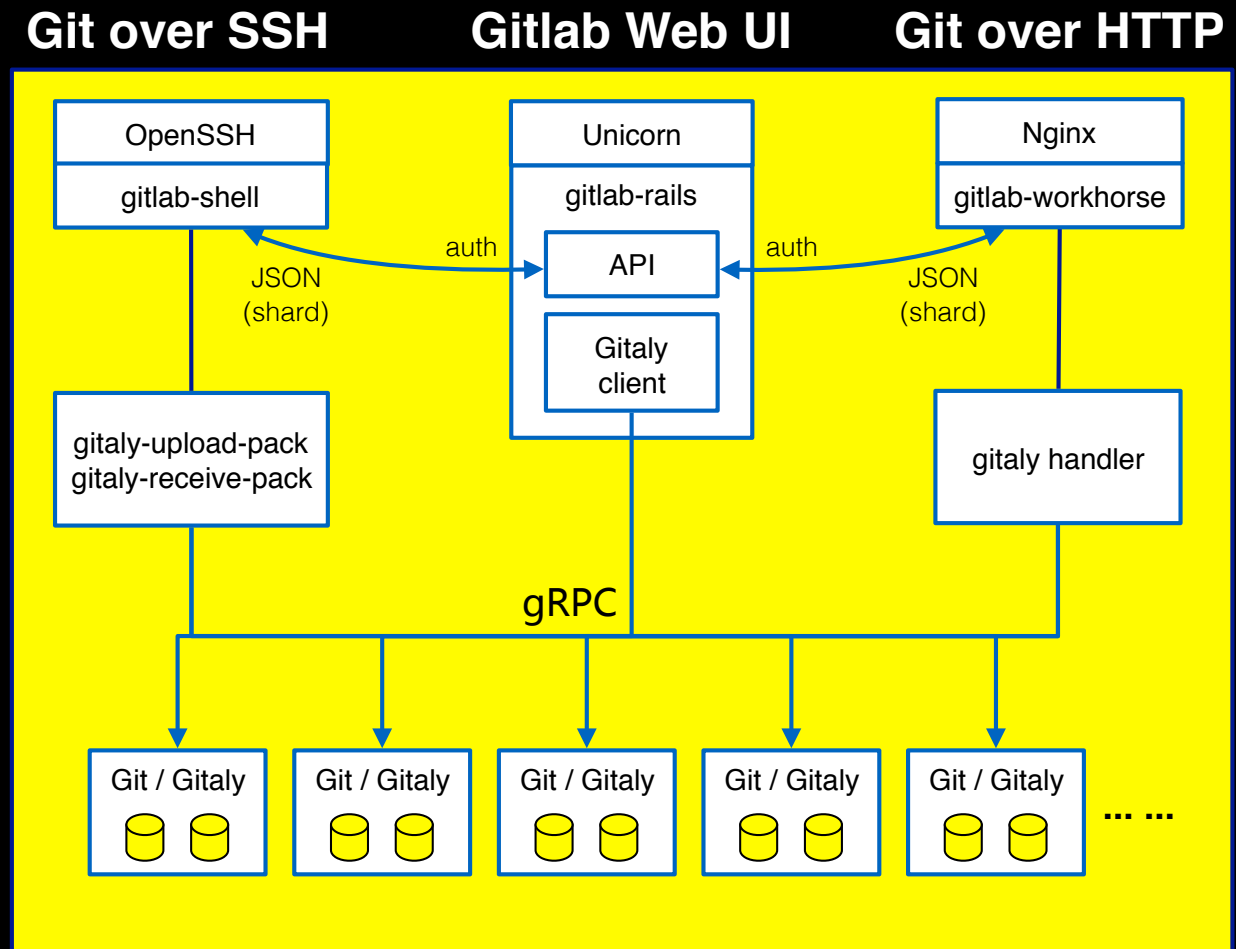 Git over SSH
Gitlab Web UI
Git over HTTP
OpenSSH
gitlab-shell
Unicorn
gitlab-rails
Nginx
gitlab-workhorse
auth
API
auth
JSON
(shard)
JSON
(shard)
Gitaly
client
gitaly-upload-pack
gitaly-receive-pack
gitaly handler
gRPC
Git / Gitaly
Git / Gitaly
Git / Gitaly
Git / Gitaly
Git / Gitaly
... ...